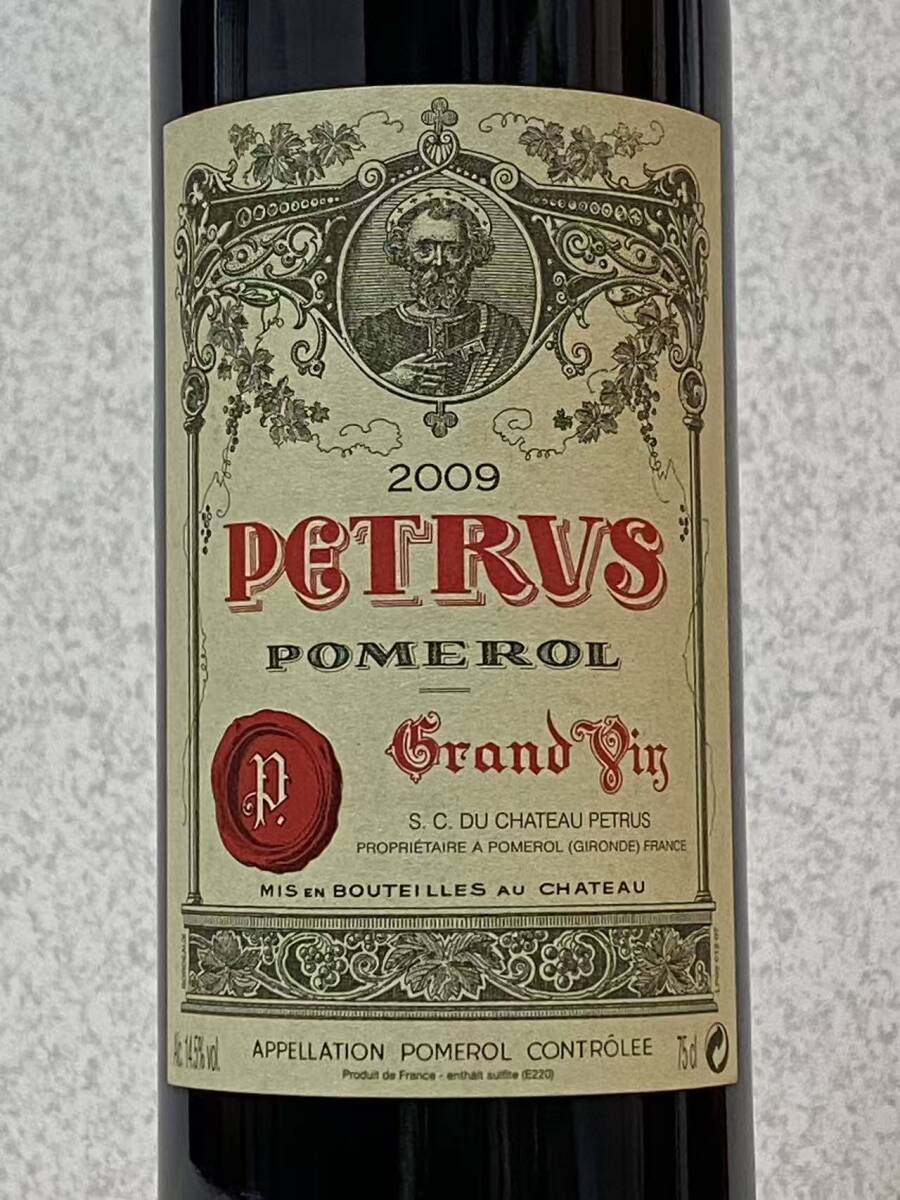 2009
PETRVS
POMEROL
Grand Vin
P.
S. C. DU CHATEAU PETRUS
PROPRIÉTAIRE A POMEROL (GIRONDE) FRANCE
MIS EN BOUTEILLES AU CHATEAU
Alc. 14,5% vol.
APPELLATION POMEROL CONTRÔLÉE
75 cl
Produit de France - enthält sulfite (E220)